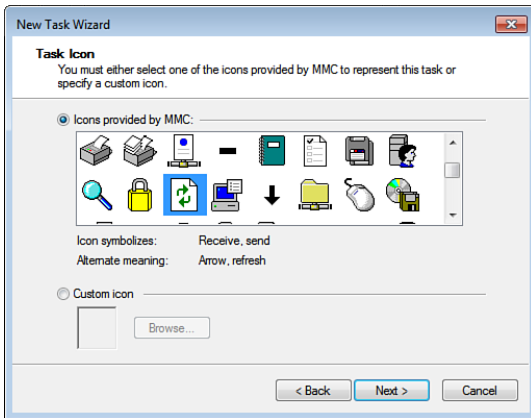 New Task Wizard
Task Icon
You must either select one of the icons provided by MMC to represent this task or
specify a custom icon.
Icons provided by MMC:
Icon symbolizes: Receive, send
Alternate meaning: Arrow, refresh
Custom icon
Browse...
< Back Next > Cancel